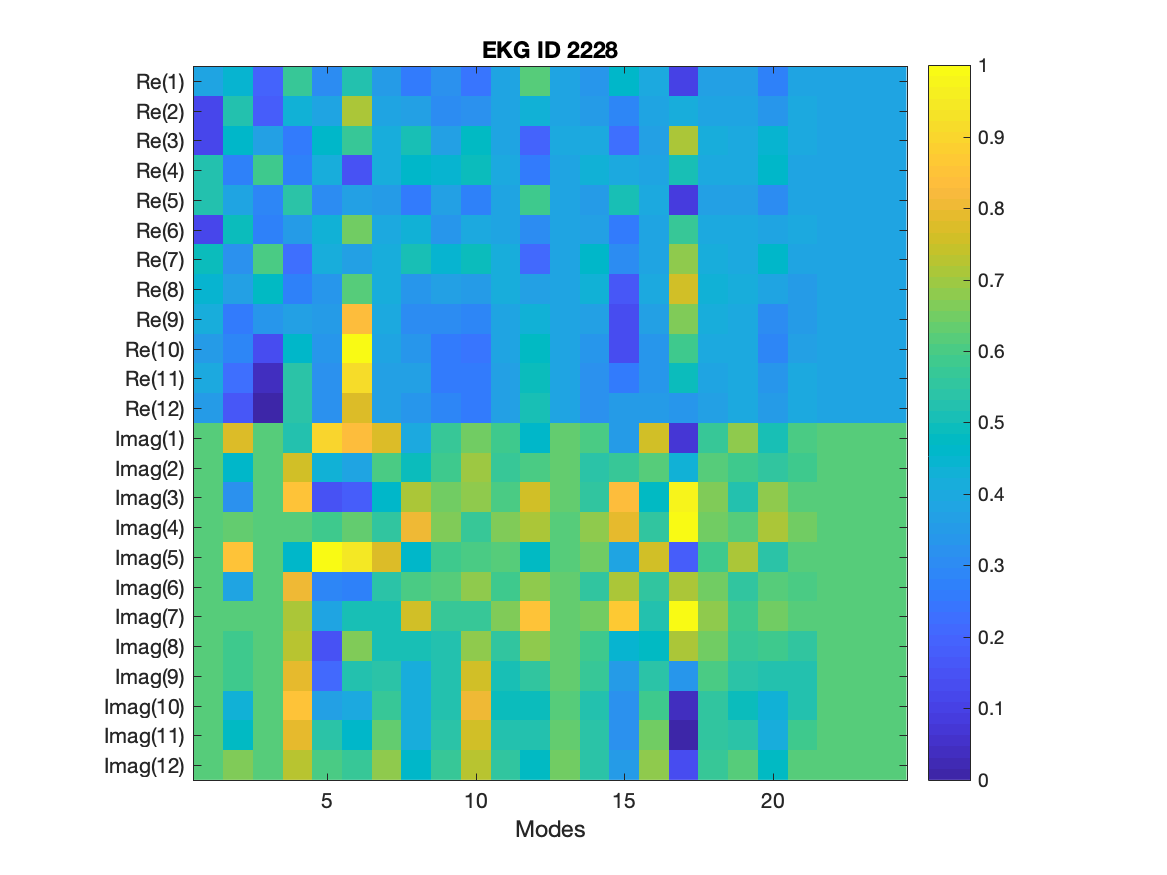 EKG ID 2228
Re(1)
Re(2)
Re(3)
Re(4)
Re(5)
Re(6)
Re(7)
Re(8)
Re(9)
Re(10)
Re(11)
Re(12)
Imag(1)
Imag(2)
Imag(3)
Imag(4)
Imag(5)
Imag(6)
Imag(7)
Imag(8)
Imag(9)
Imag(10)
Imag(11)
Imag(12)
5 10 15 20
Modes
1
0.9
0.8
0.7
0.6
0.5
0.4
0.3
0.2
0.1
0